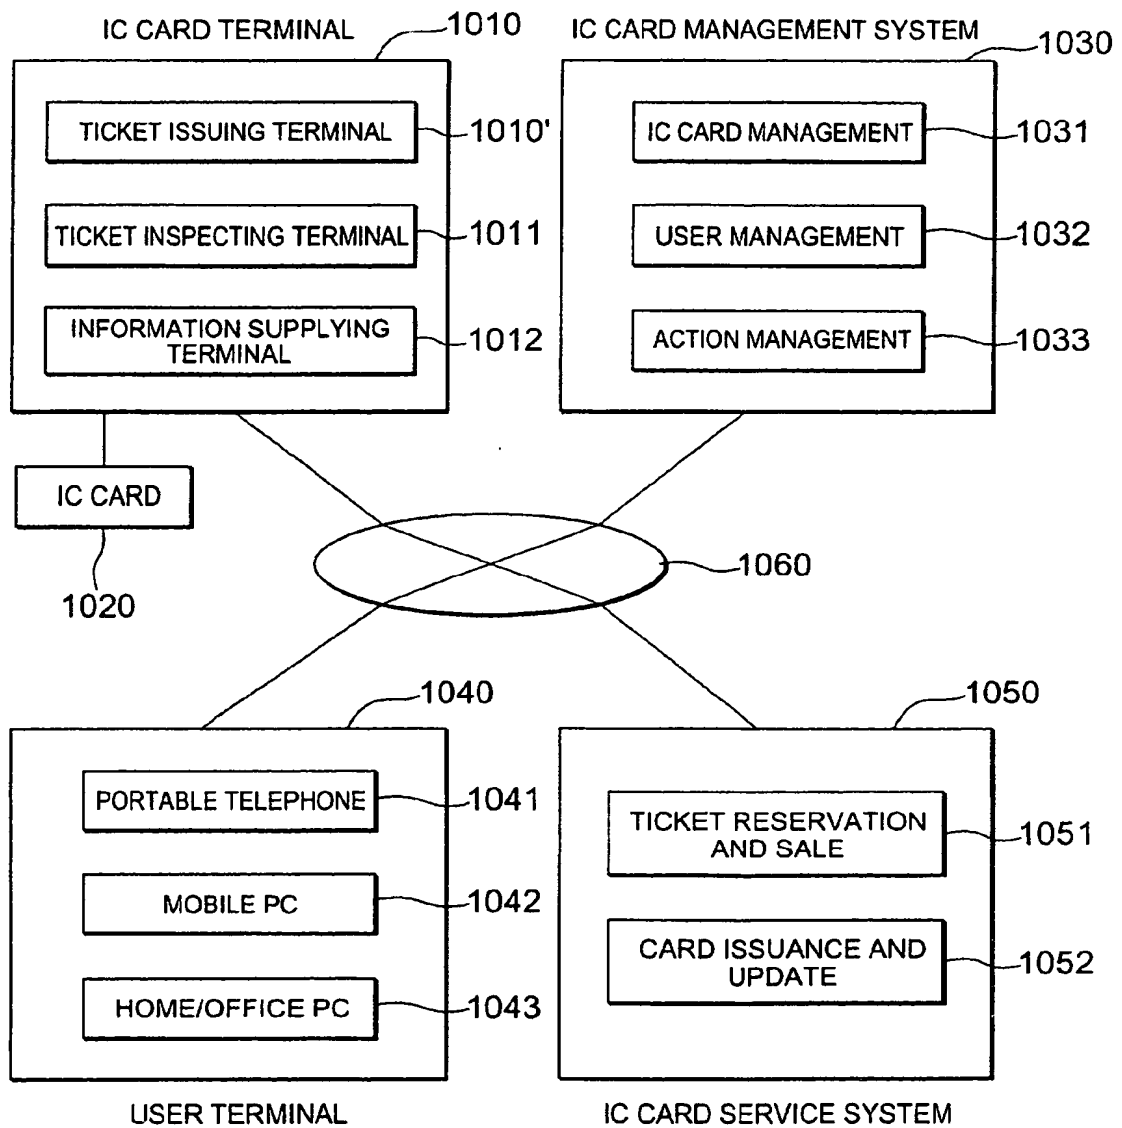 IC CARD TERMINAL
1010
TICKET ISSUING TERMINAL
1010'
TICKET INSPECTING TERMINAL
1011
INFORMATION SUPPLYING
TERMINAL
1012
IC CARD
1020
IC CARD MANAGEMENT SYSTEM
1030
IC CARD MANAGEMENT
1031
USER MANAGEMENT
1032
ACTION MANAGEMENT
1033
1060
1040
PORTABLE TELEPHONE
1041
MOBILE PC
1042
HOME/OFFICE PC
1043
USER TERMINAL
1050
TICKET RESERVATION
AND SALE
1051
CARD ISSUANCE AND
UPDATE
1052
IC CARD SERVICE SYSTEM